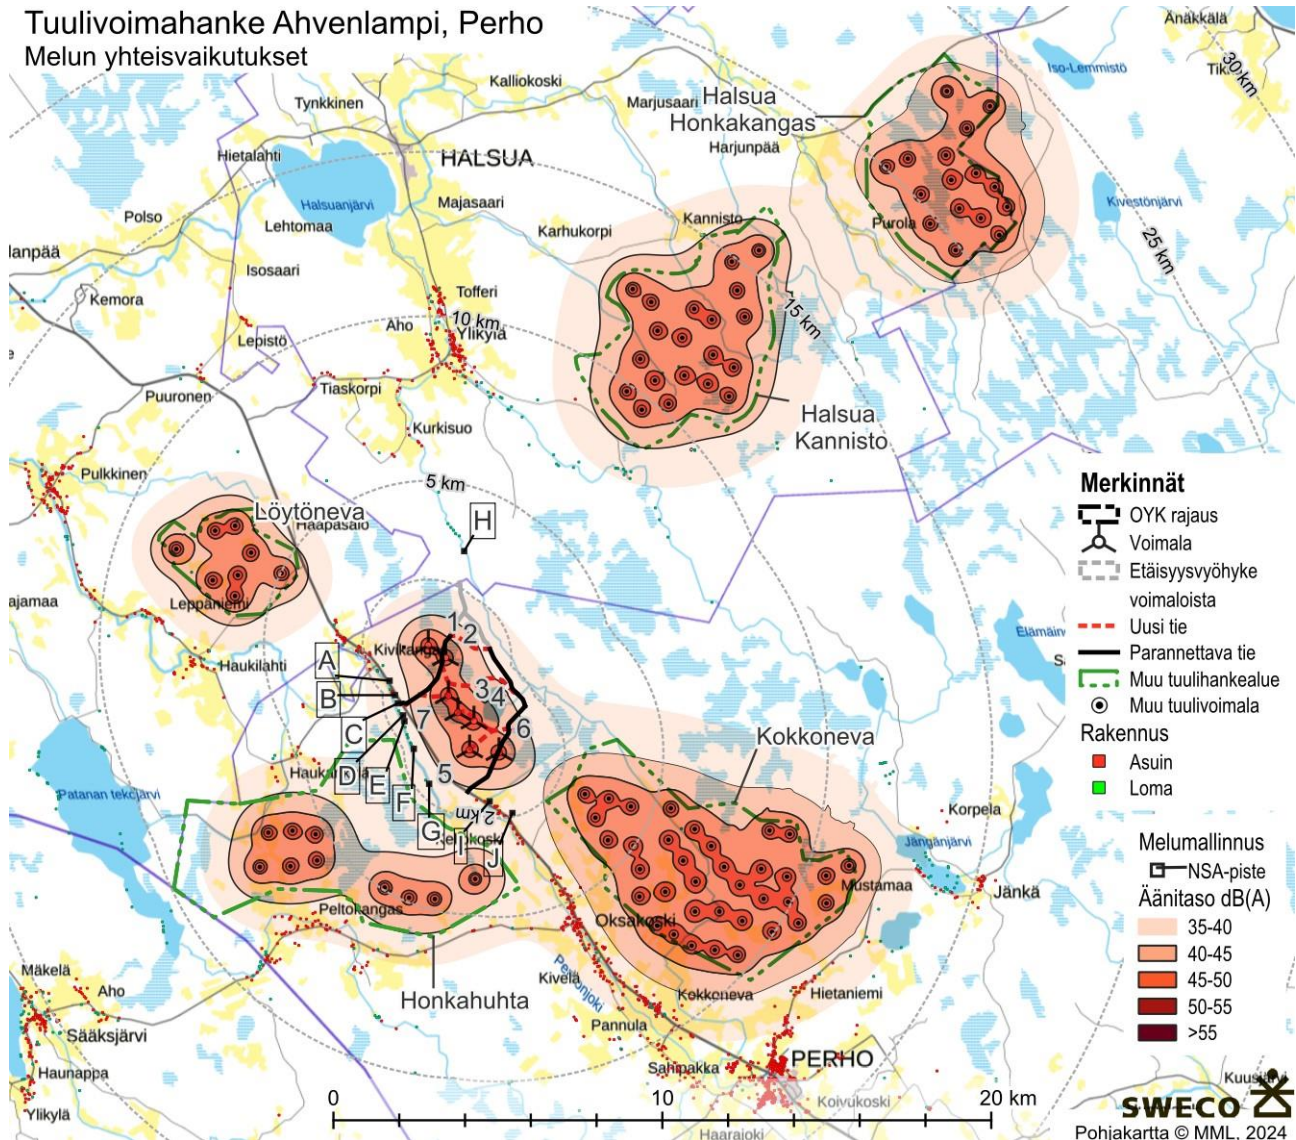 Tuulivoimahanke Ahvenlampi, Perho
Melun yhteisvaikutukset
Änäkkälä
Iso-Lemmistö
30 km
Kalliokoski
Tynkkinen
Marjusaari
Halsua
Honkakangas
Harjunpää
Hietalahti
HALSUA
Halsuanjärvi
Majasaari
Lehtomaa
Polso
Kannisto
Karhukorpi
Purola
Kivestönjärvi
25 km
Isosaari
Kemora
Tofferi
10 km
Aho
Ylikylä
15 km
Lepistö
Tiaskorpi
Puuronen
Kurkisuo
Halsua
Kannisto
Pulkkinen
5 km
Löytöneva
Haapasalo
H
Leppäniemi
Haukilahti
Kivikangas
1
2
3
4
5
6
7
A
B
C
D
E
F
G
I
J
2 km
Kokkoneva
Patanan tekojärvi
Korpela
Jängänjärvi
Jänkä
Mustamaa
Peltokangas
Oksakoski
Honkahuhta
Kivelä
Kokkoneva
Hietaniemi
Pannula
Mäkelä
Aho
Sääksjärvi
Haunappa
Ylikylä
Sahipakka
PERHO
Koivukoski
Haarajoki
Merkinnät
OYK rajaus
Voimala
Etäisyysvyöhyke
voimaloista
Uusi tie
Parannettava tie
Muu tuulihankealue
Muu tuulivoimala
Rakennus
Asuin
Loma
Melumallinnus
NSA-piste
Äänitaso dB(A)
35-40
40-45
45-50
50-55
>55
0 10 20 km
SWECO
Pohjakartta © MML, 2024